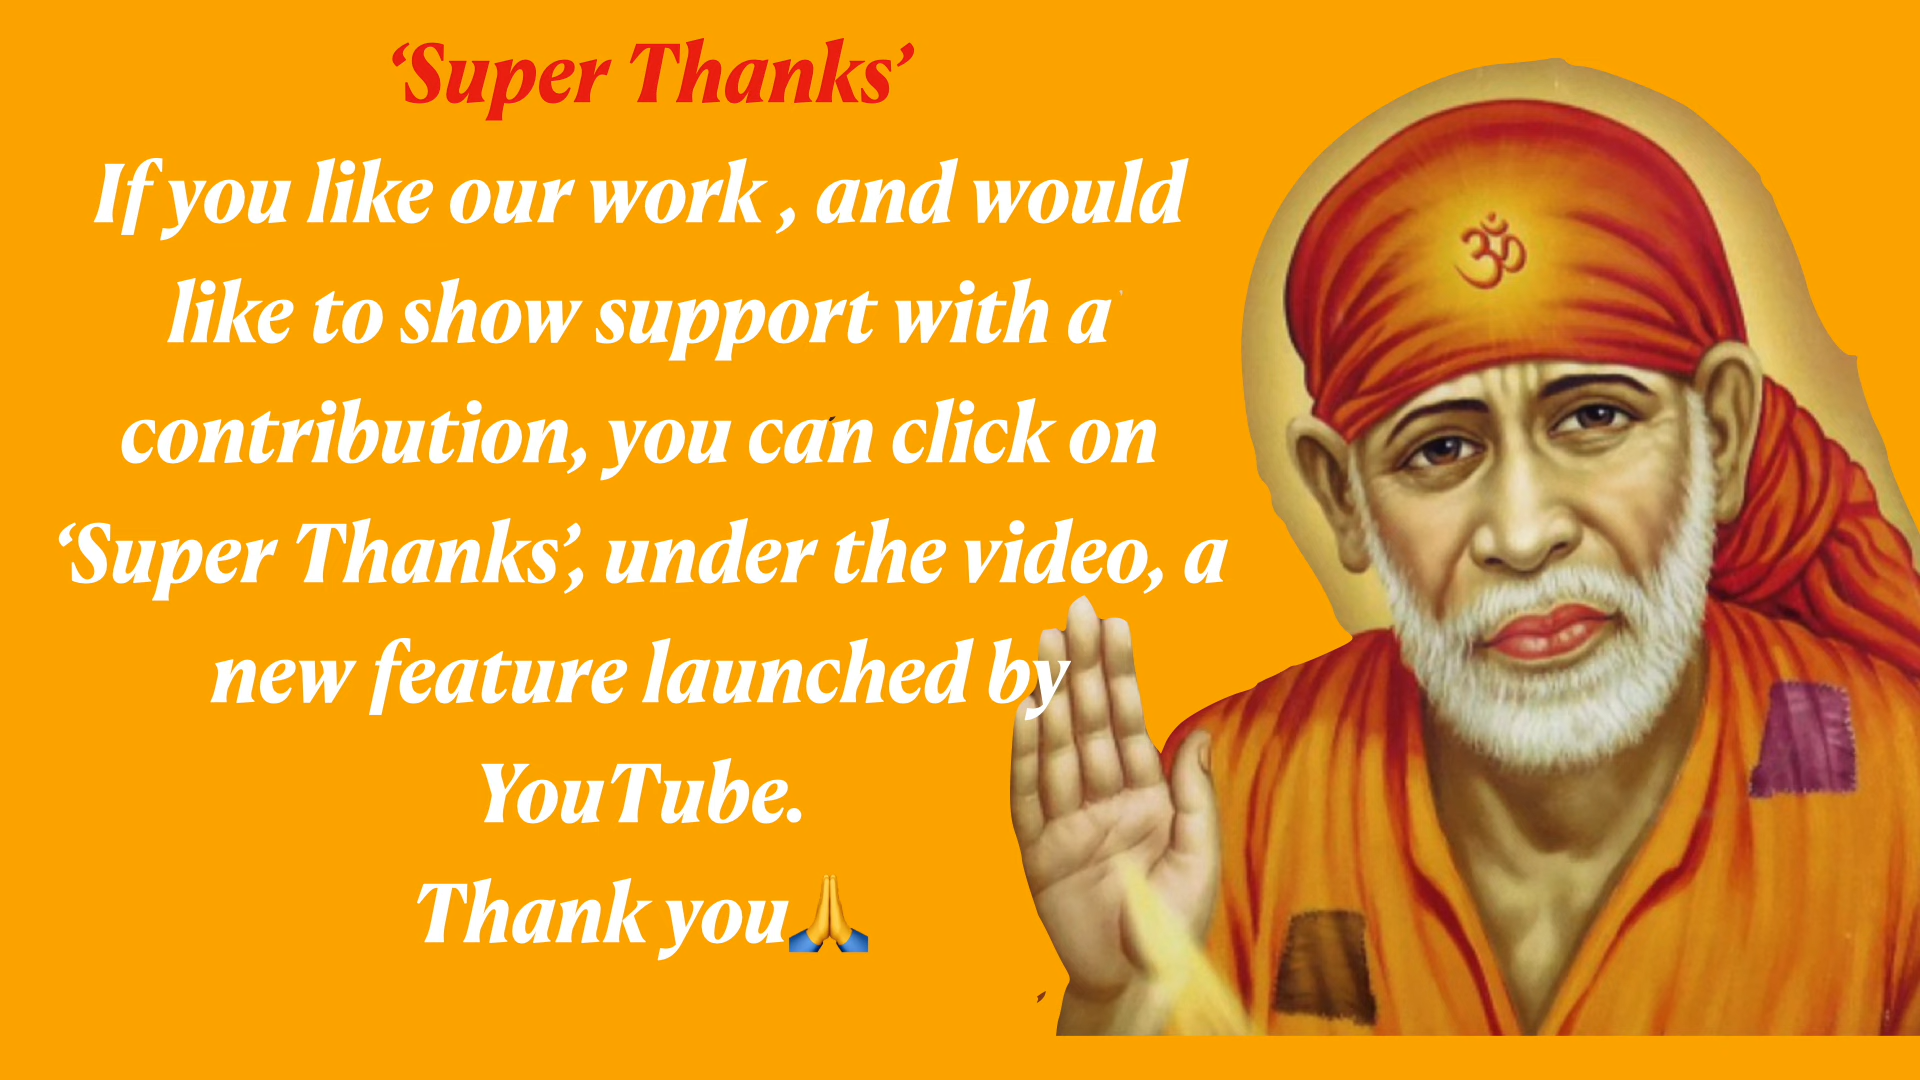 ‘Super Thanks’
If you like our work , and would
like to show support with a
contribution, you can click on
‘Super Thanks’, under the video, a
new feature launched by
YouTube.
Thank you🙏
ॐ